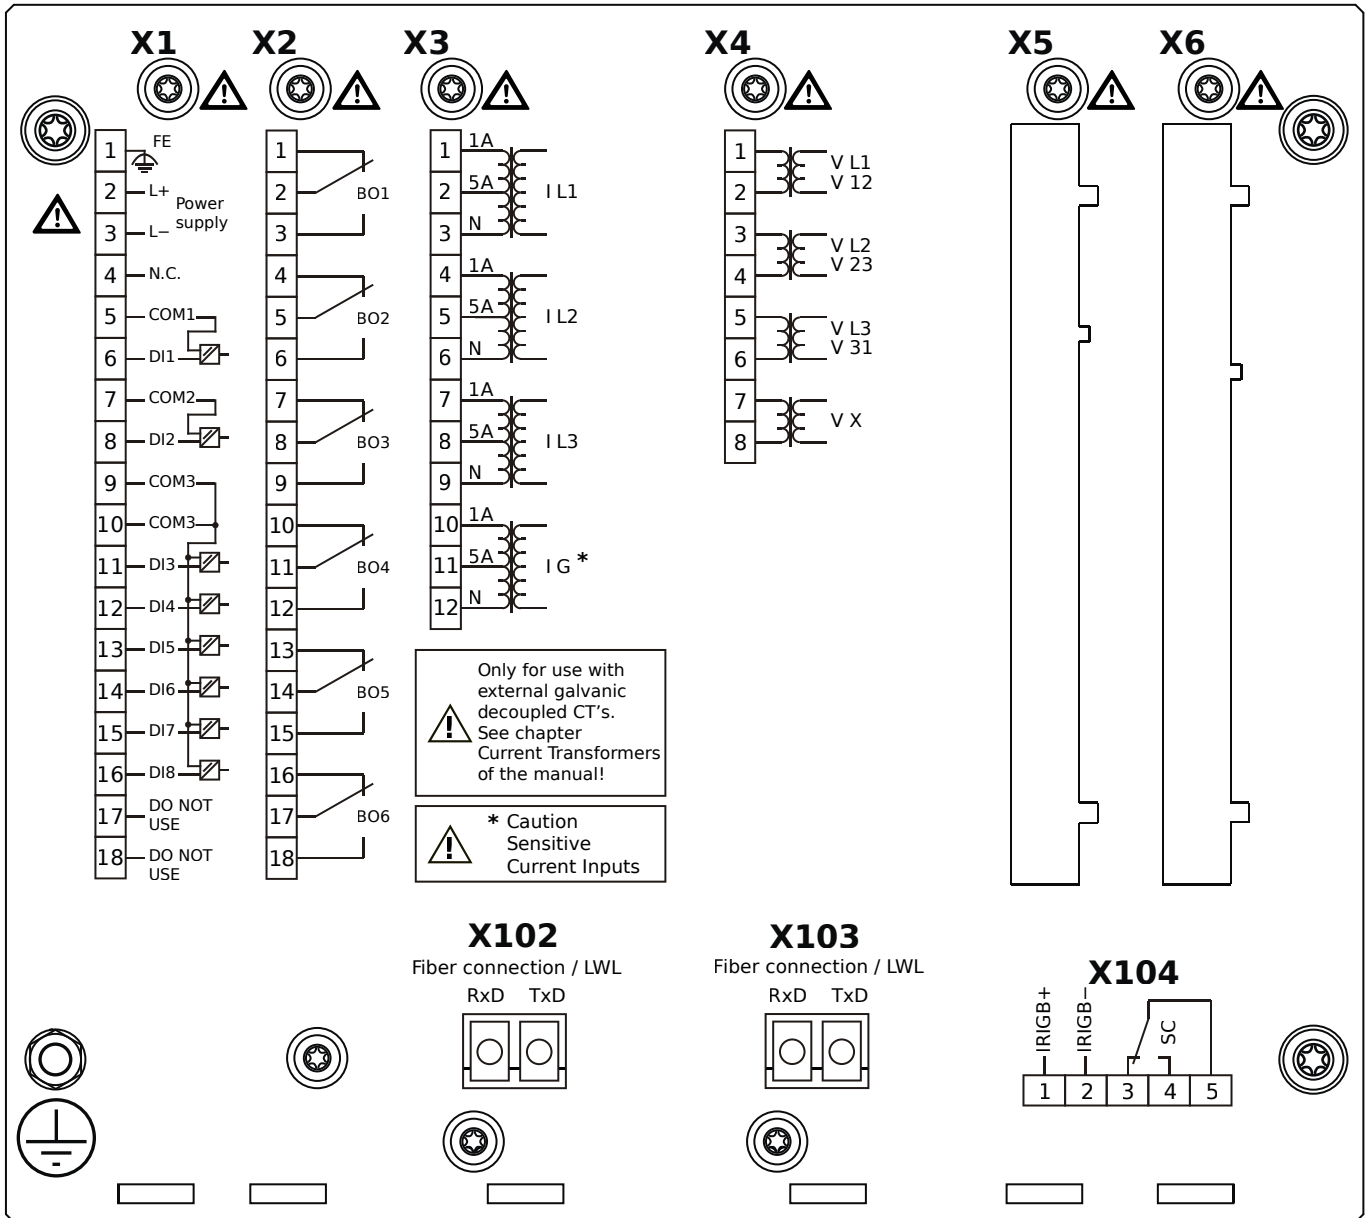 X1
X2
X3
X4
X5
X6
1 FE
2 L+
Power
supply
3 L−
4 N.C.
5 COM1
6 DI1
7 COM2
8 DI2
9 COM3
10 COM3
11 DI3
12 DI4
13 DI5
14 DI6
15 DI7
16 DI8
17 DO NOT
USE
18 DO NOT
USE
1
2 BO1
3
4
5 BO2
6
7
8 BO3
9
10
11 BO4
12
13
14 BO5
15
16
17 BO6
18
1 1A
2 5A I L1
3 N
4 1A
5 5A I L2
6 N
7 1A
8 5A I L3
9 N
10 1A
11 5A I G *
12 N
Only for use with
external galvanic
decoupled CT's.
See chapter
Current Transformers
of the manual!
* Caution
Sensitive
Current Inputs
1 V L1
2 V 12
3 V L2
4 V 23
5 V L3
6 V 31
7 V X
8
X102
Fiber connection / LWL
RxD TxD
X103
Fiber connection / LWL
RxD TxD
X104
IRIGB+
IRIGB−
SC
1 2 3 4 5